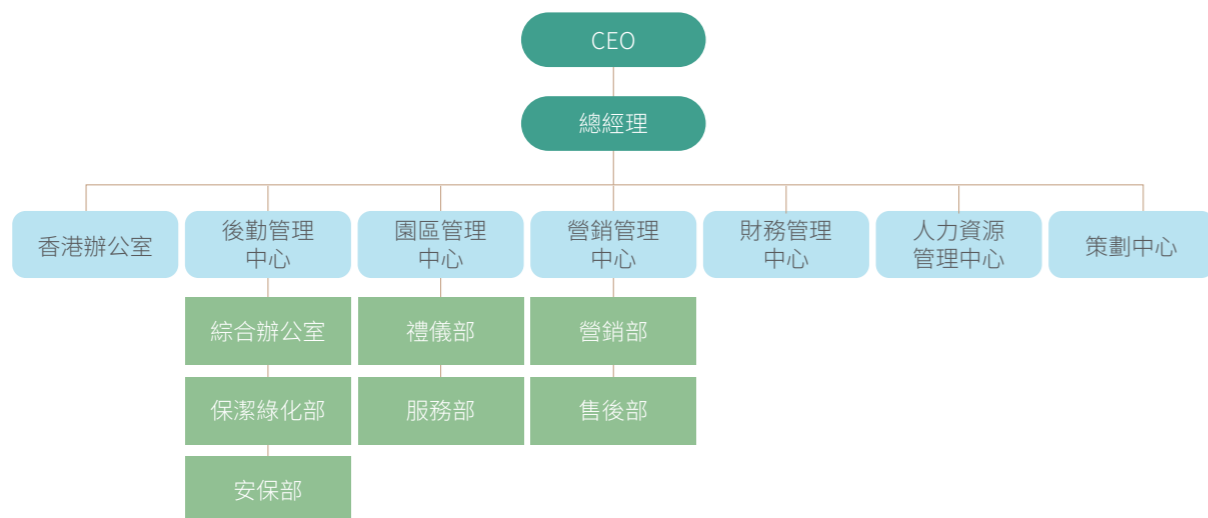 CEO
總經理
香港辦公室
後勤管理
中心
園區管理
中心
營銷管理
中心
財務管理
中心
人力資源
管理中心
策劃中心
綜合辦公室
禮儀部
營銷部
保潔綠化部
服務部
售後部
安保部